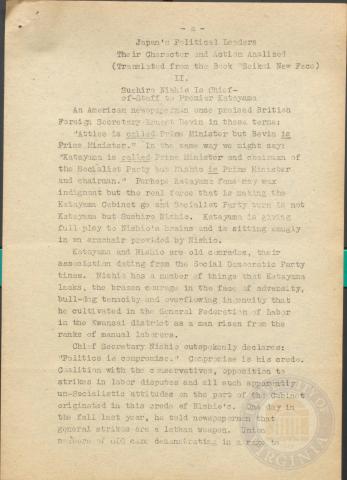 - a -
Japan's Political Leaders
Their Character and Action Analized
(Translated from the Book "Seikai New Face)
II.
Suehiro Nishio Is Chief-
of-Staff to Premier Katayama
An American newspaperman once praised British
Foreign Secretary Ernest Bevin in these terms:
"Attlee is called Prime Minister but Bevin is
Prime Minister." In the same way we might say:
"Katayama is called Prime Minister and chairman of
the Socialist Party but Nishio is Prime Minister
and chairman." Perhaps Katayama fans may wax
indignant but the real force that is making the
Katayama Cabinet go and Socialist Party turn is not
Katayama but Suehiro Nishio. Katayama is giving
full play to Nishio's brains and is sitting snugly
in an armchair provided by Nishio.
Katayama and Nishio are old comrades, their
association dating from the Social Democratic Party
times. Nishio has a number of things that Katayama
lacks, the brazen courage in the face of adversity,
bull-dog tenacity and overflowing ingenuity that
he cultivated in the General Federation of Labor
in the Kwansai district as a man risen from the
ranks of manual laborers.
Chief Secretary Nishio outspokenly declares:
"Politics is compromise." Compromise is his credo.
Coalition with the conservatives, opposition to
strikes in labor disputes and all such apparently
un-Socialistic attitudes on the part of the Cabinet
originated in this credo of Nishio's. One day in
the fall last year, he told newspapermen that
general strikes are a lethan weapon. Union
members of old came demonstrating in a rage to
VIRGINIA